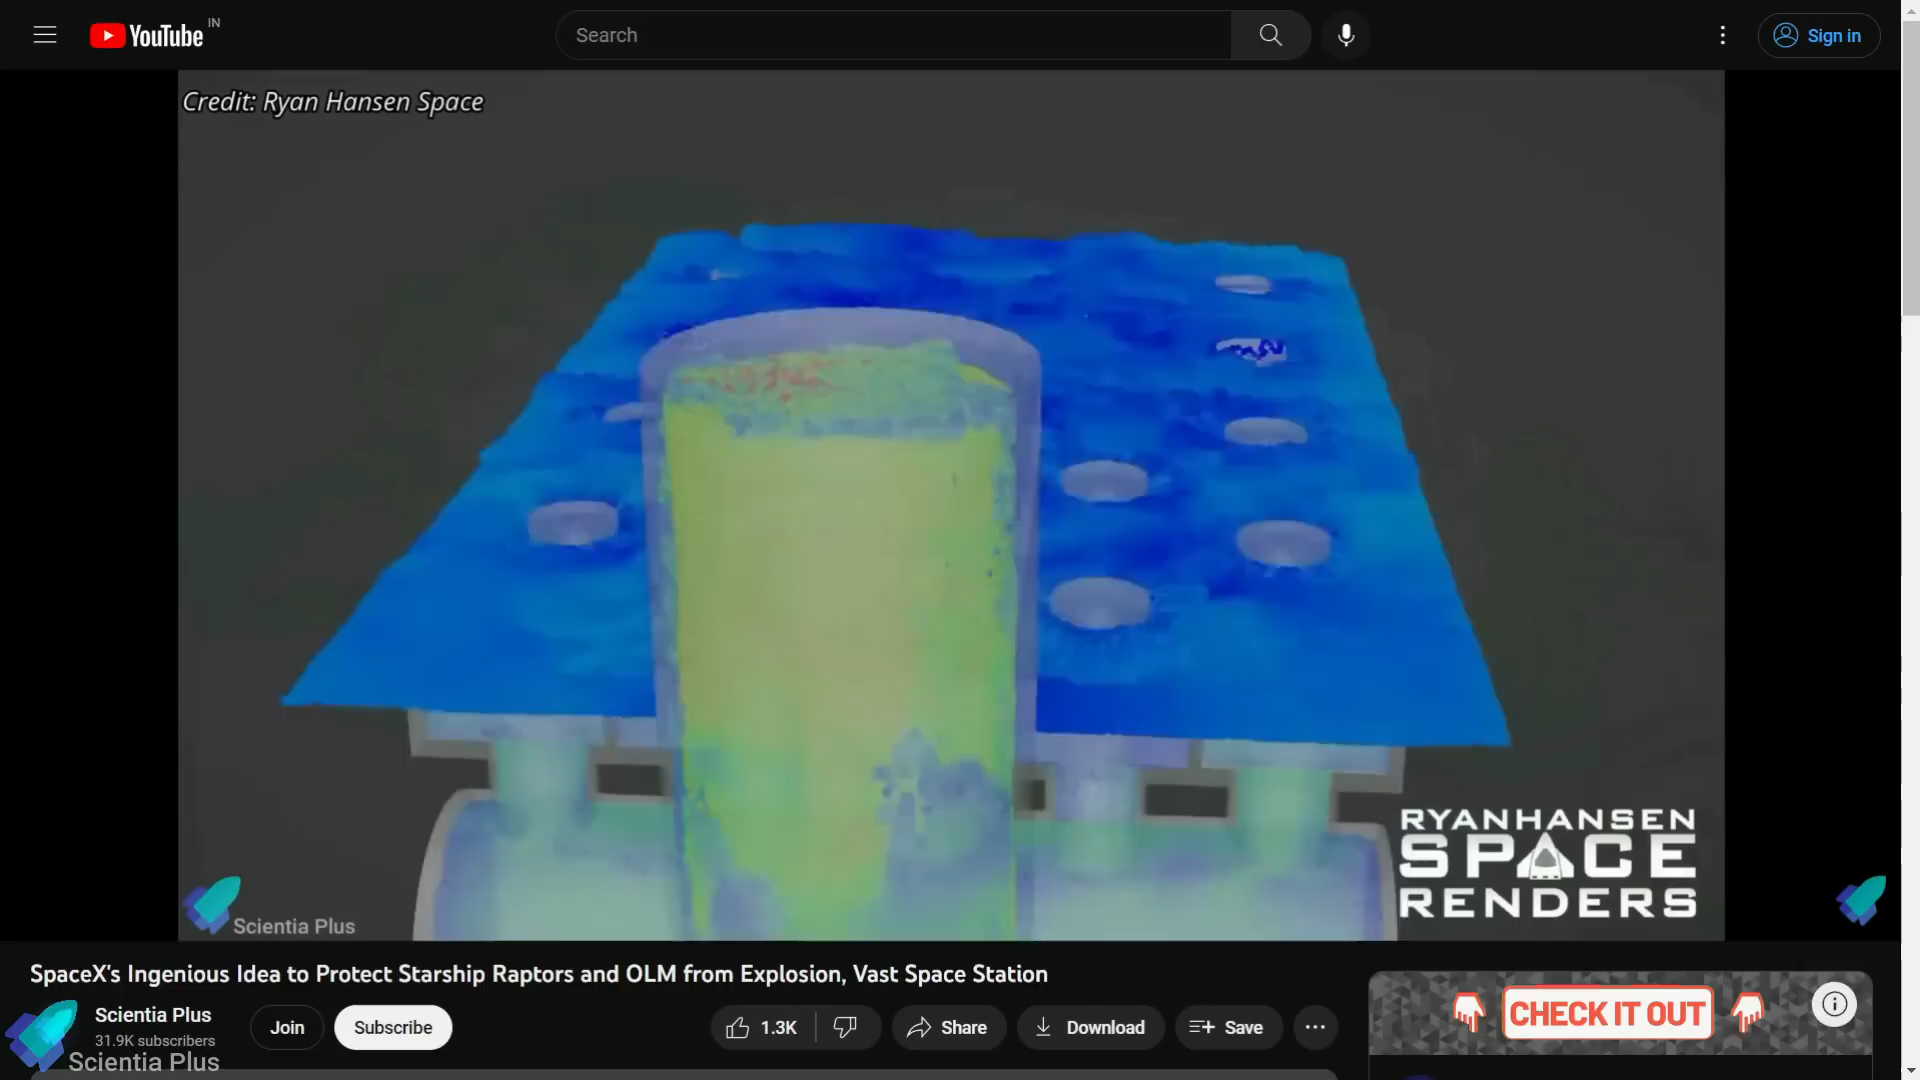 YouTube IN
Search
Sign in
Credit: Ryan Hansen Space
RYANHANSEN
SPACE
RENDERS
Scientia Plus
SpaceX's Ingenious Idea to Protect Starship Raptors and OLM from Explosion, Vast Space Station
Scientia Plus
31.9K subscribers
Join
Subscribe
1.3K
Share
Download
Save
CHECK IT OUT
Scientia Plus